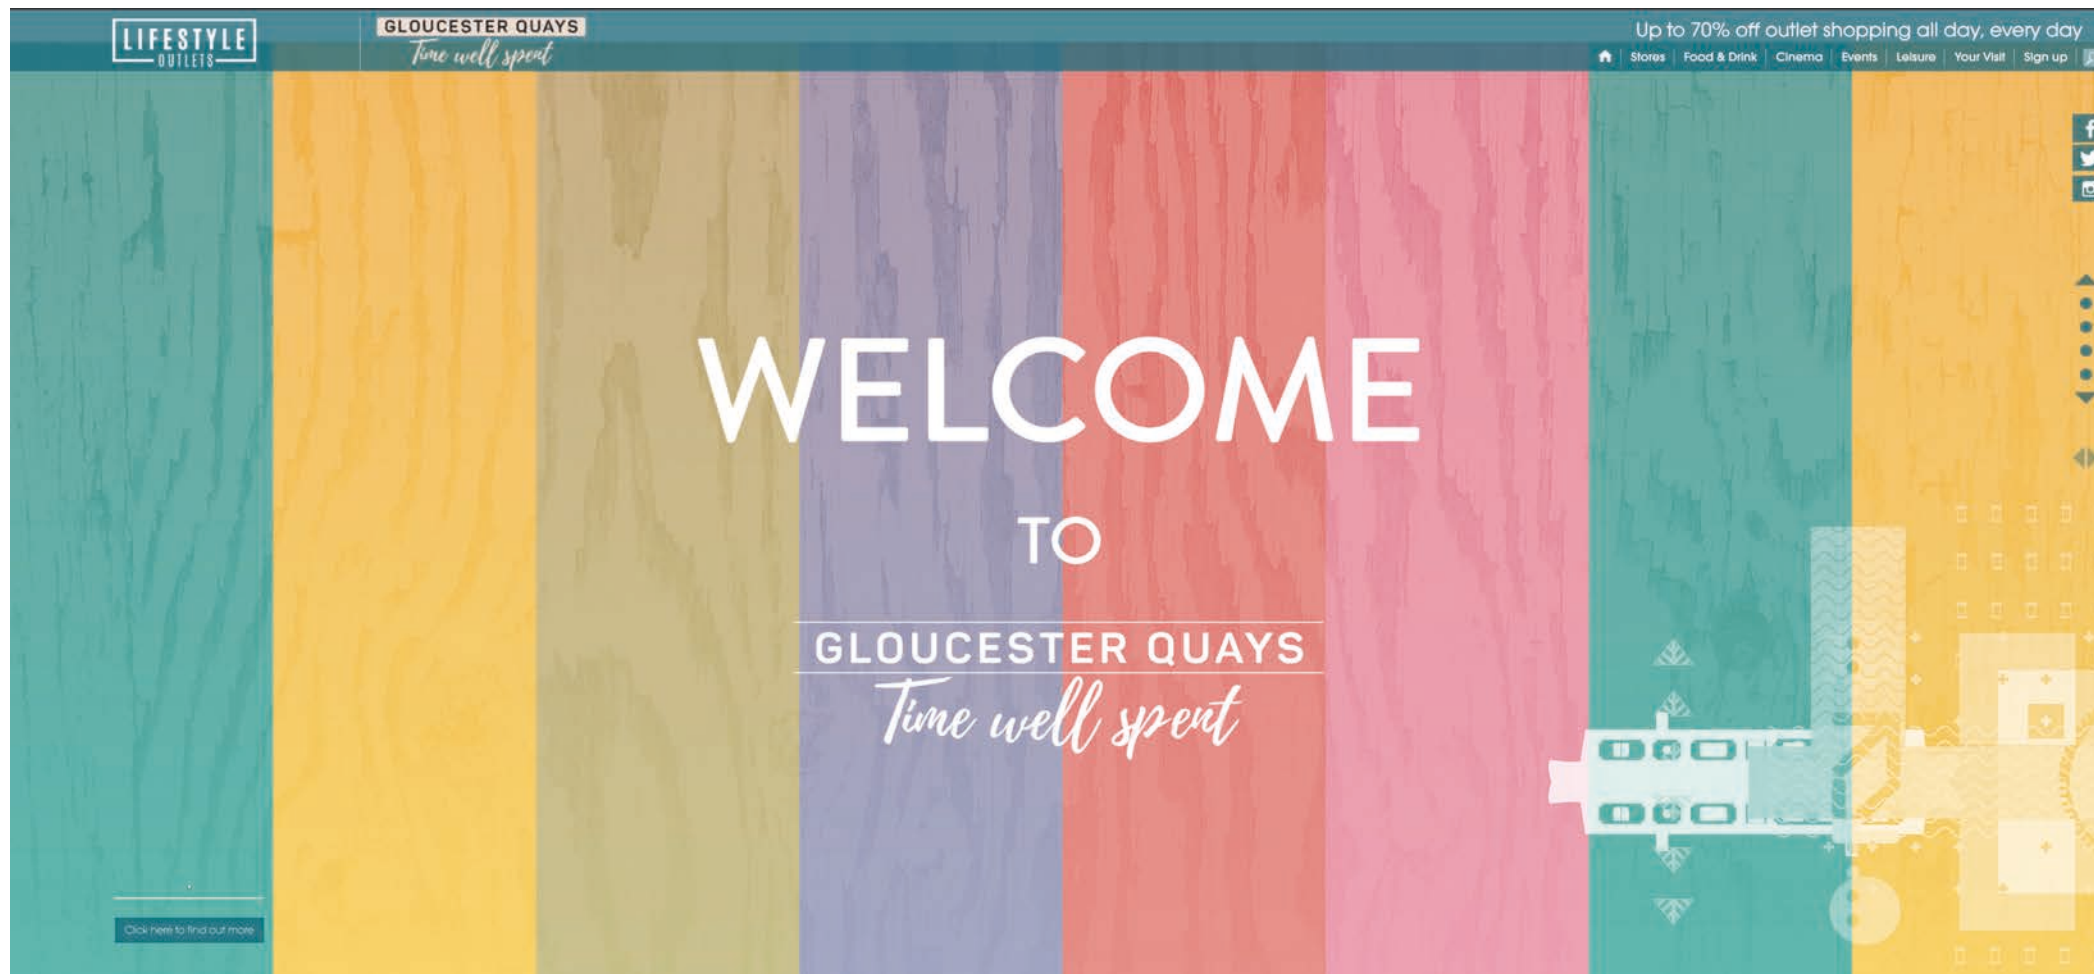 LIFESTYLE
OUTLETS
GLOUCESTER QUAYS
Time well spent
Up to 70% off outlet shopping all day, every day
Stores Food & Drink Cinema Events Leisure Your Visit Sign up
WELCOME
TO
GLOUCESTER QUAYS
Time well spent
Click here to find out more